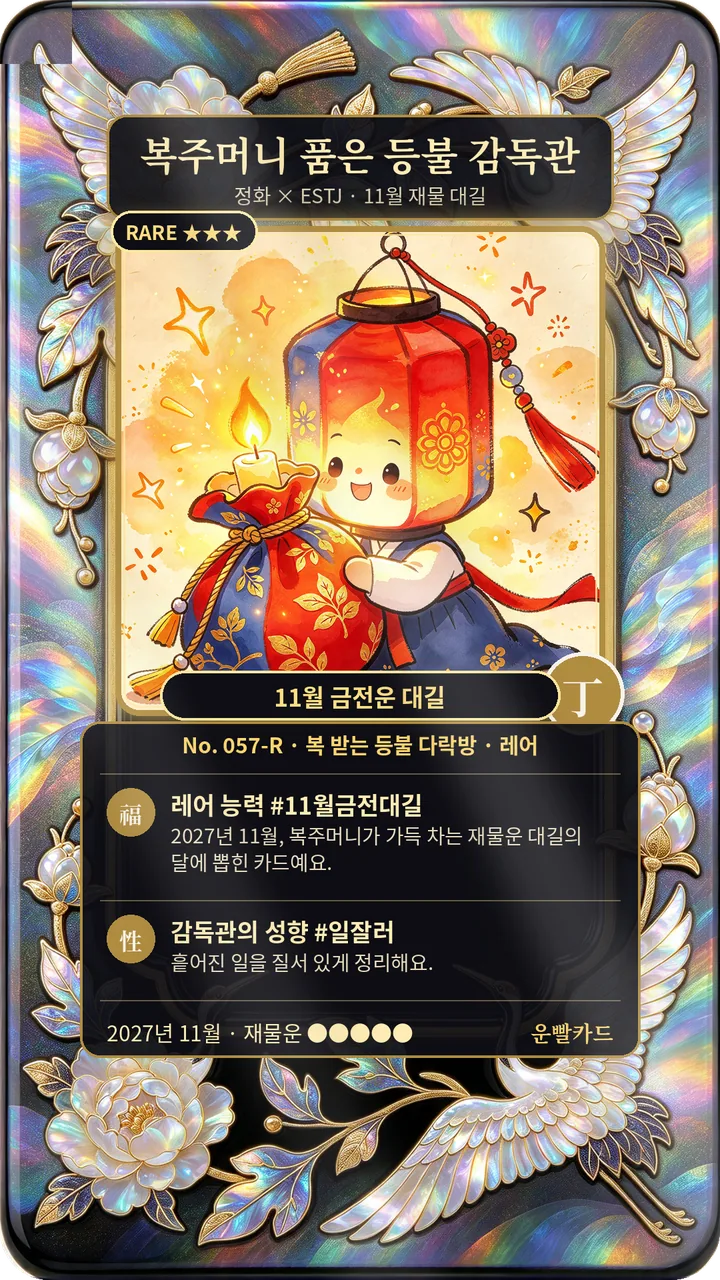 복주머니 품은 등불 감독관
정화 × ESTJ · 11월 재물 대길
RARE ★★★
11월 금전운 대길
丁
No. 057-R · 복 받는 등불 다락방 · 레어
福
레어 능력 #11월금전대길
2027년 11월, 복주머니가 가득 차는 재물운 대길의
달에 뽑힌 카드예요.
性
감독관의 성향 #일잘러
흩어진 일을 질서 있게 정리해요.
2027년 11월 · 재물운 ●●●●●
운빨카드